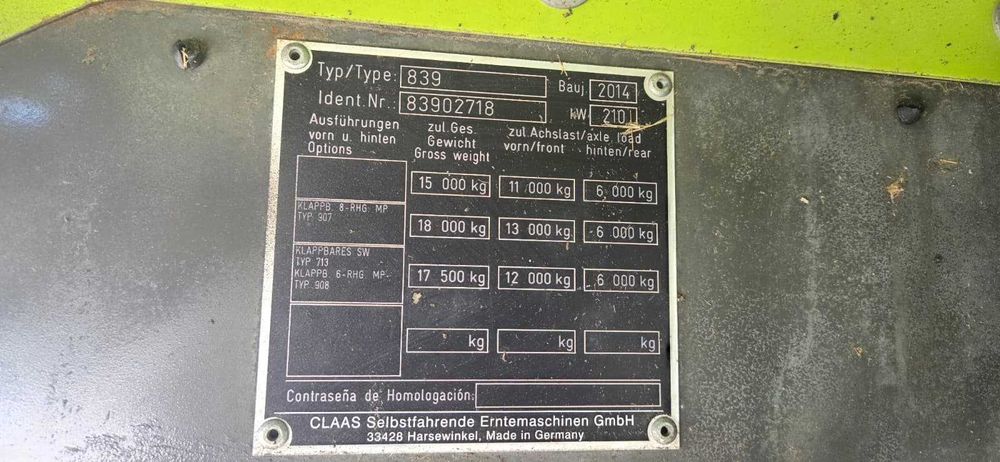 Typ/Type: 839 Bauj. 2014
Ident.Nr.: 83902718 kW 210
Ausführungen
vorn u. hinten
Options
zul.Ges.
Gewicht
Gross weight
zul.Achslast/axle load
vorn/front hinten/rear
15 000 kg 11 000 kg 6 000 kg
KLAPPB. 8-RHG. MP
TYP 907
18 000 kg 13 000 kg 6 000 kg
KLAPPBARES SW
TYP 713
KLAPPB. 6-RHG. MP-
TYP 908
17 500 kg 12 000 kg 6 000 kg
kg kg kg
Contraseña de Homologación:
CLAAS Selbstfahrende Erntemaschinen GmbH
33428 Harsewinkel, Made in Germany